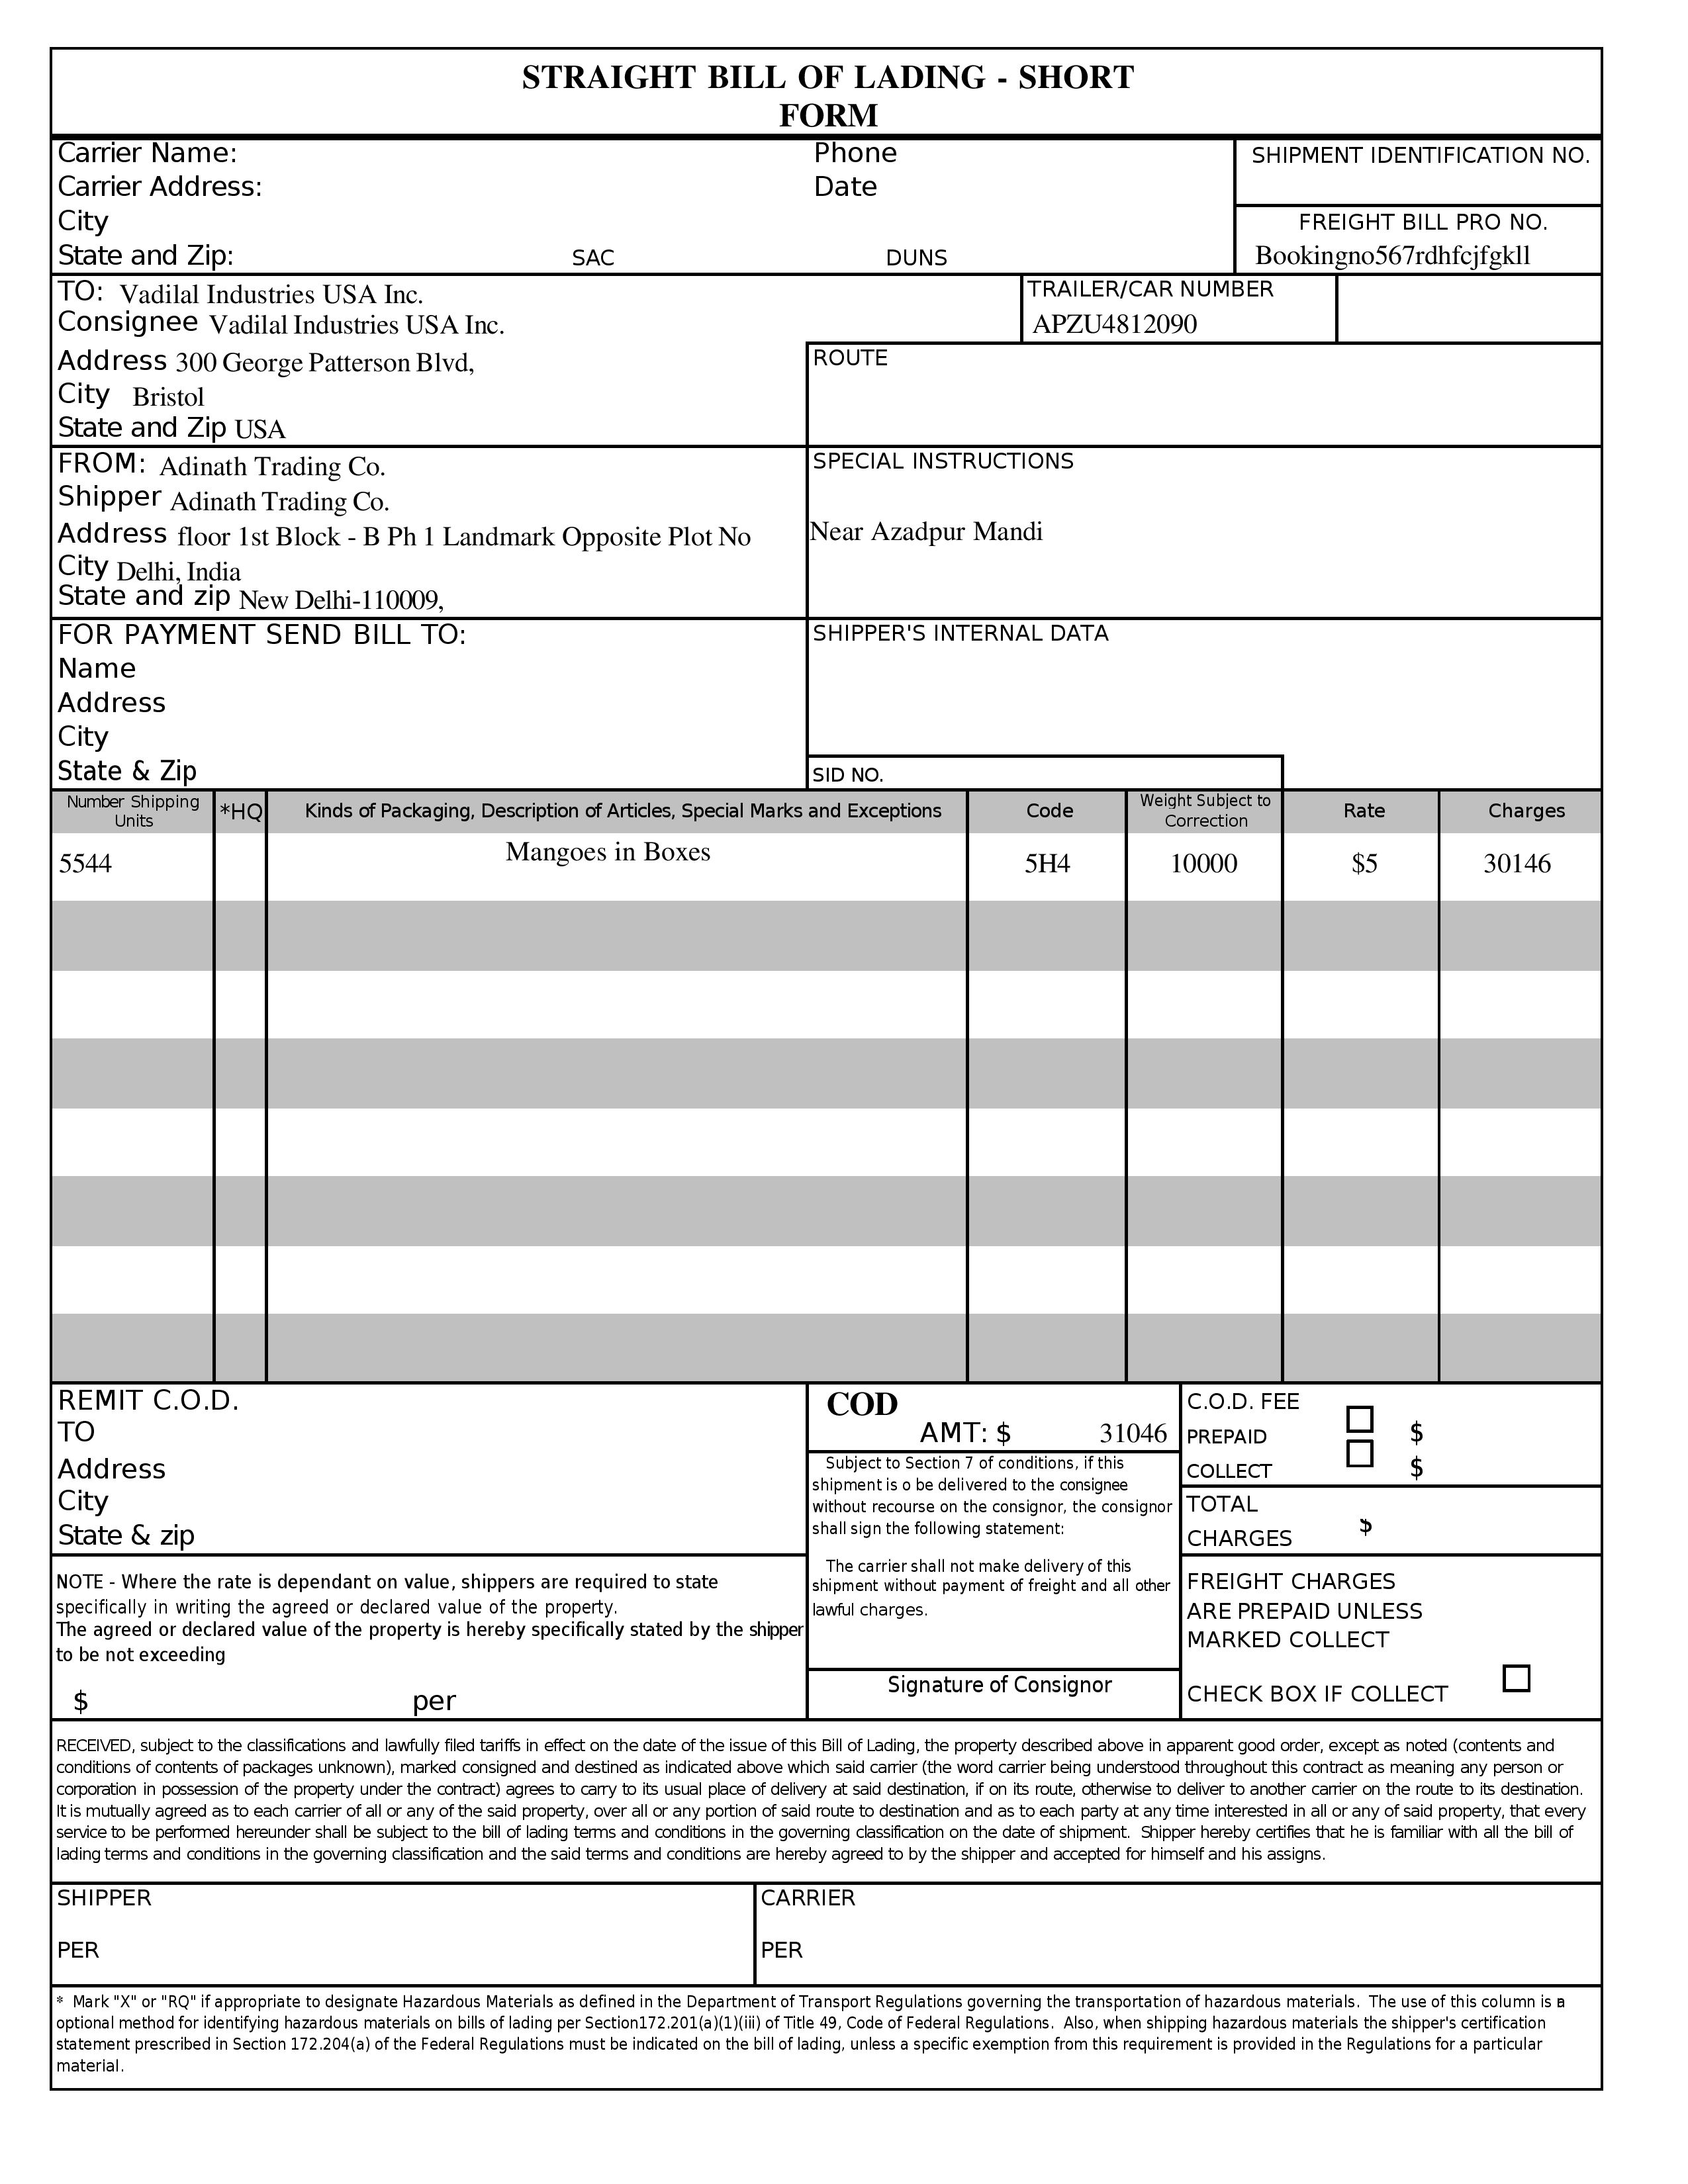 STRAIGHT BILL OF LADING - SHORT
FORM
Carrier Name: Phone
Carrier Address: Date
City
State and Zip: SAC DUNS
SHIPMENT IDENTIFICATION NO.
FREIGHT BILL PRO NO.
Bookingno567rdhfcjfgkll
TO: Vadilal Industries USA Inc.
Consignee Vadilal Industries USA Inc.
Address 300 George Patterson Blvd,
City Bristol
State and Zip USA
TRAILER/CAR NUMBER
APZU4812090
ROUTE
FROM: Adinath Trading Co.
Shipper Adinath Trading Co.
Address floor 1st Block - B Ph 1 Landmark Opposite Plot No
City Delhi, India
State and zip New Delhi-110009,
SPECIAL INSTRUCTIONS
Near Azadpur Mandi
FOR PAYMENT SEND BILL TO:
Name
Address
City
State & Zip
SHIPPER'S INTERNAL DATA
SID NO.
Number Shipping Units *HQ Kinds of Packaging, Description of Articles, Special Marks and Exceptions Code Weight Subject to Correction Rate Charges
5544 Mangoes in Boxes 5H4 10000 $5 30146
REMIT C.O.D.
TO
Address
City
State & zip
COD
AMT: $ 31046
C.O.D. FEE
PREPAID $
COLLECT $
Subject to Section 7 of conditions, if this
shipment is o be delivered to the consignee
without recourse on the consignor, the consignor
shall sign the following statement:
The carrier shall not make delivery of this
shipment without payment of freight and all other
lawful charges.
Signature of Consignor
TOTAL
CHARGES $
NOTE - Where the rate is dependant on value, shippers are required to state
specifically in writing the agreed or declared value of the property.
The agreed or declared value of the property is hereby specifically stated by the shipper
to be not exceeding
$ per
FREIGHT CHARGES
ARE PREPAID UNLESS
MARKED COLLECT
CHECK BOX IF COLLECT
RECEIVED, subject to the classifications and lawfully filed tariffs in effect on the date of the issue of this Bill of Lading, the property described above in apparent good order, except as noted (contents and
conditions of contents of packages unknown), marked consigned and destined as indicated above which said carrier (the word carrier being understood throughout this contract as meaning any person or
corporation in possession of the property under the contract) agrees to carry to its usual place of delivery at said destination, if on its route, otherwise to deliver to another carrier on the route to its destination.
It is mutually agreed as to each carrier of all or any of the said property, over all or any portion of said route to destination and as to each party at any time interested in all or any of said property, that every
service to be performed hereunder shall be subject to the bill of lading terms and conditions in the governing classification on the date of shipment. Shipper hereby certifies that he is familiar with all the bill of
lading terms and conditions in the governing classification and the said terms and conditions are hereby agreed to by the shipper and accepted for himself and his assigns.
SHIPPER
PER
CARRIER
PER
* Mark "X" or "RQ" if appropriate to designate Hazardous Materials as defined in the Department of Transport Regulations governing the transportation of hazardous materials. The use of this column is
optional method for identifying hazardous materials on bills of lading per Section172.201(a)(1)(iii) of Title 49, Code of Federal Regulations. Also, when shipping hazardous materials the shipper's certification
statement prescribed in Section 172.204(a) of the Federal Regulations must be indicated on the bill of lading, unless a specific exemption from this requirement is provided in the Regulations for a particular
material.